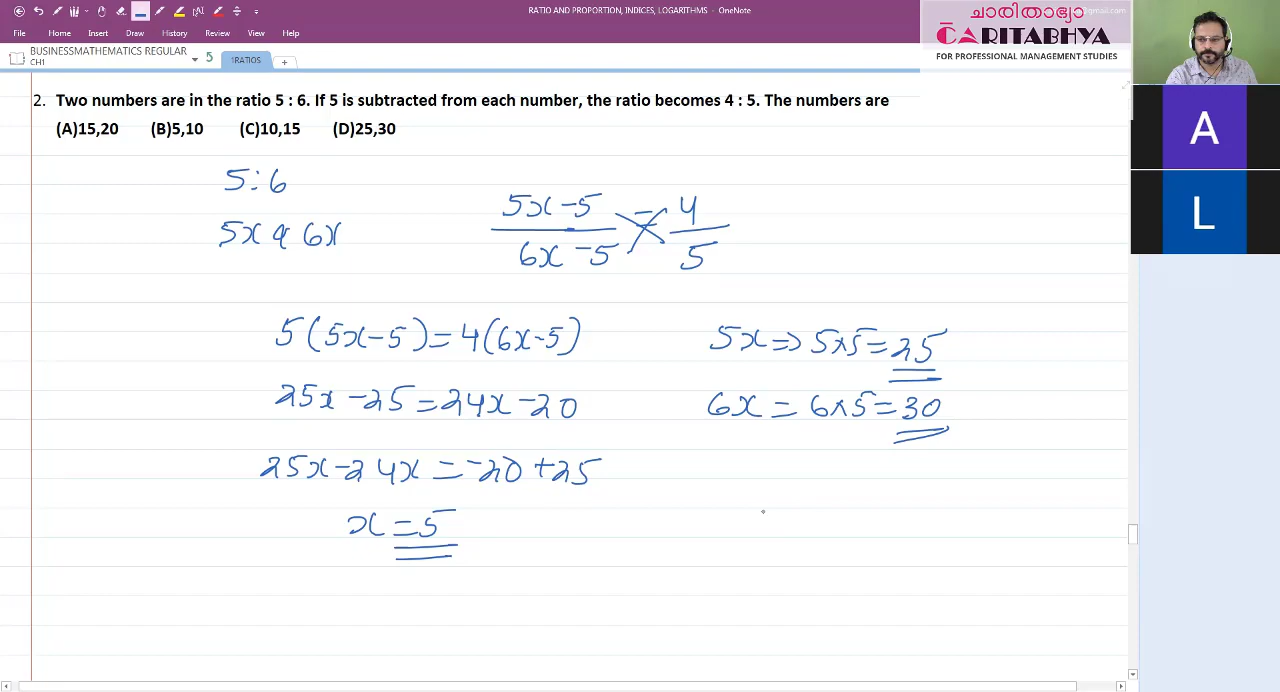 RATIO AND PROPORTION, INDICES, LOGARITHMS - OneNote
File Home Insert Draw History Review View Help
ചാരിതാഭ്യാ
CARITABHYA
FOR PROFESSIONAL MANAGEMENT STUDIES
@gmail.com
BUSINESSMATHEMATICS REGULAR
CH1
5
1RATIOS
2. Two numbers are in the ratio 5 : 6. If 5 is subtracted from each number, the ratio becomes 4 : 5. The numbers are
(A)15,20 (B)5,10 (C)10,15 (D)25,30
A
L
5:6
5x & 6x
5x-5 = 4
6x-5 5
5(5x-5)=4(6x-5)
25x-25=24x-20
25x-24x=-20+25
x=5
5x=>5x5=25
6x=6x5=30